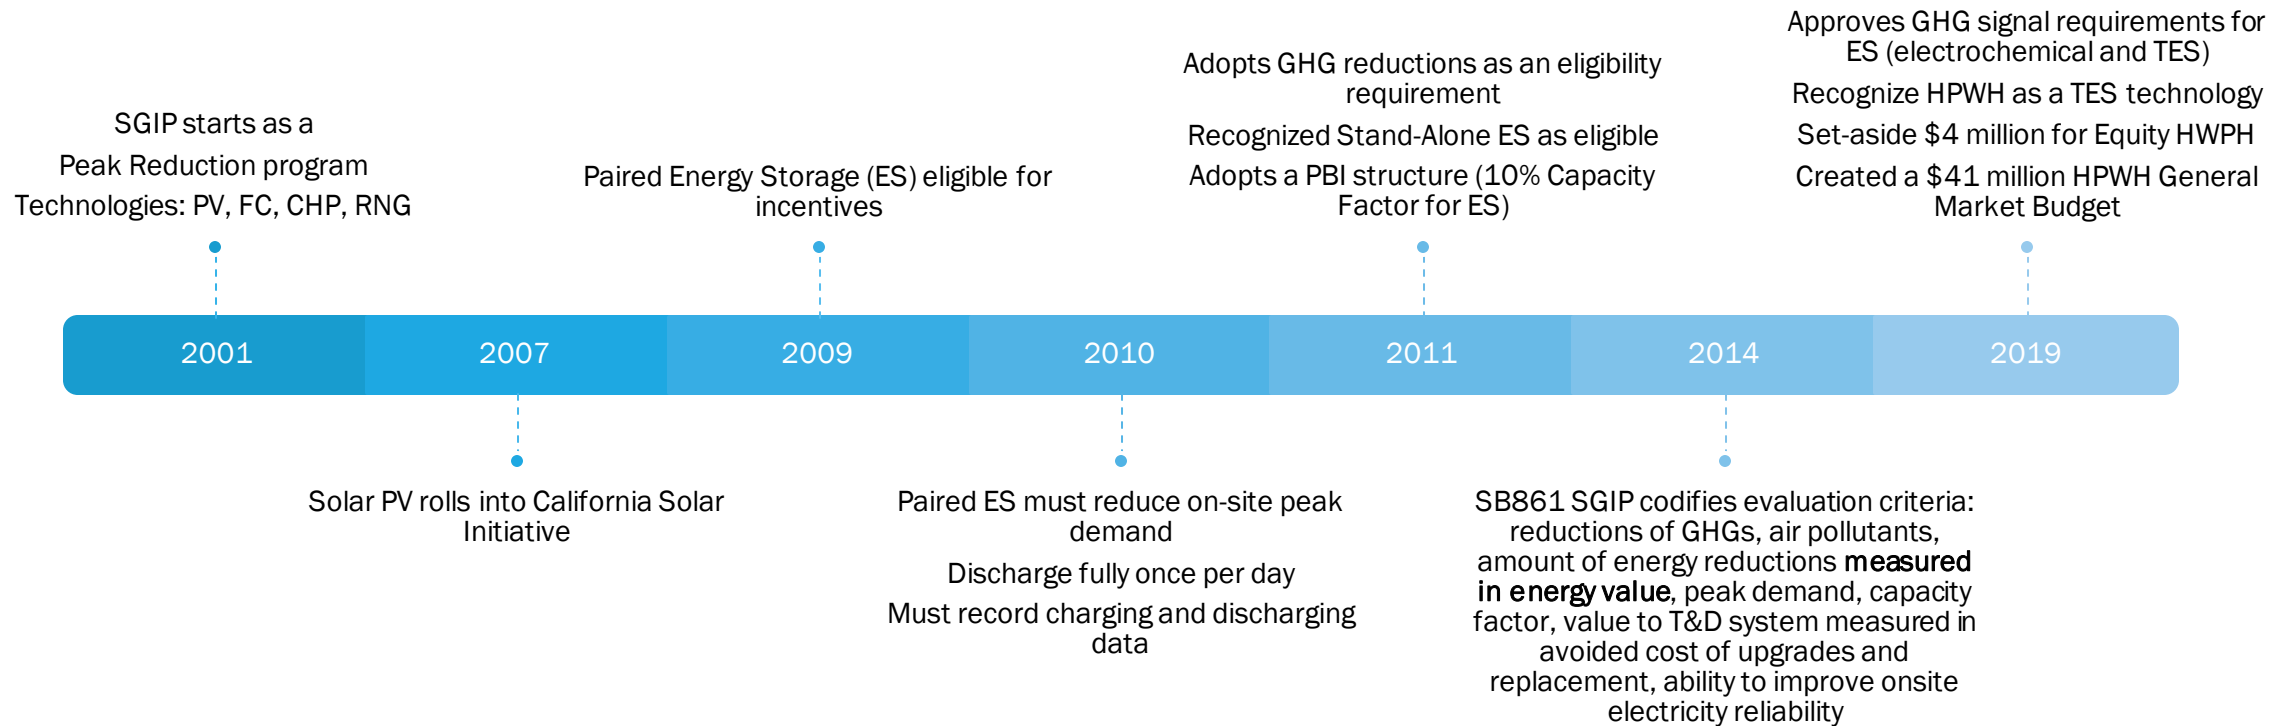 SGIP starts as a
Peak Reduction program
Technologies: PV, FC, CHP, RNG
Paired Energy Storage (ES) eligible for
incentives
Adopts GHG reductions as an eligibility
requirement
Recognized Stand-Alone ES as eligible
Adopts a PBI structure (10% Capacity
Factor for ES)
Approves GHG signal requirements for
ES (electrochemical and TES)
Recognize HPWH as a TES technology
Set-aside $4 million for Equity HWPH
Created a $41 million HPWH General
Market Budget
2001
2007
2009
2010
2011
2014
2019
Solar PV rolls into California Solar
Initiative
Paired ES must reduce on-site peak
demand
Discharge fully once per day
Must record charging and discharging
data
SB861 SGIP codifies evaluation criteria:
reductions of GHGs, air pollutants,
amount of energy reductions measured
in energy value, peak demand, capacity
factor, value to T&D system measured in
avoided cost of upgrades and
replacement, ability to improve onsite
electricity reliability